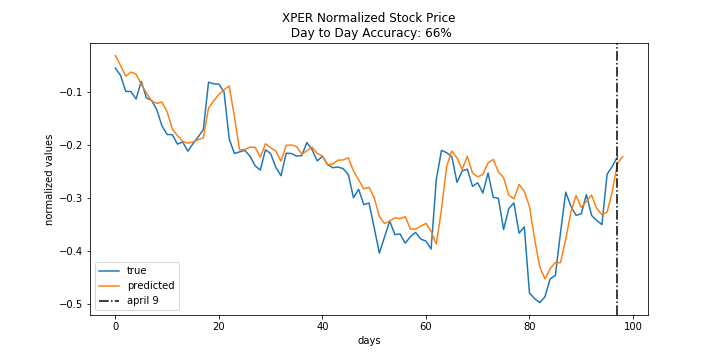 XPER Normalized Stock Price
Day to Day Accuracy: 66%
normalized values
−0.1
−0.2
−0.3
−0.4
−0.5
true
predicted
april 9
0
20
40
60
80
100
days